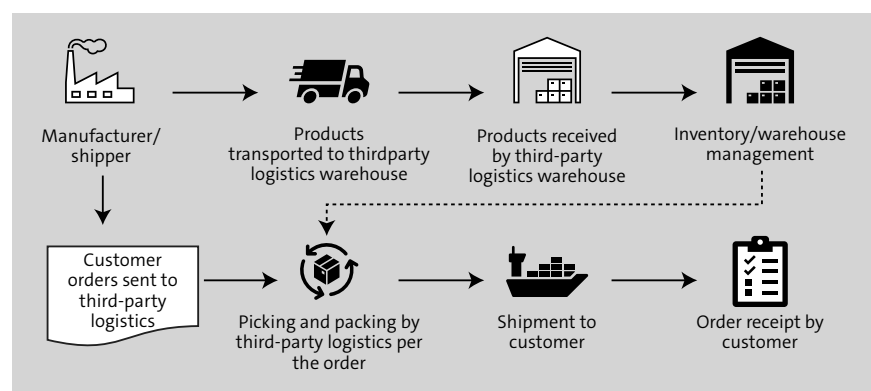 Manufacturer/
shipper
Products
transported to thirdparty
logistics warehouse
Products received
by third-party
logistics warehouse
Inventory/warehouse
management
Customer
orders sent to
third-party
logistics
Picking and packing by
third-party logistics per
the order
Shipment to
customer
Order receipt by
customer